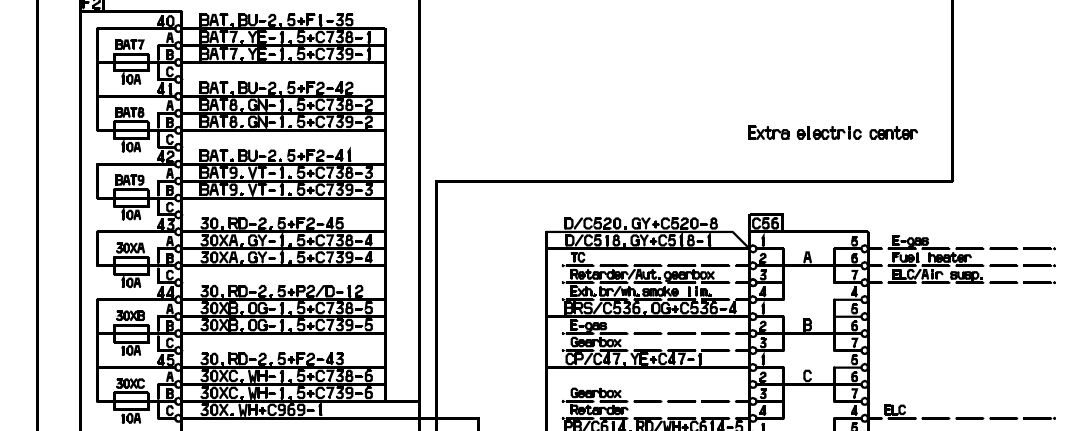 F2
40 BAT.BU-2.5+F1-35
BAT7 A BAT7.YE-1.5+C738-1
B BAT7.YE-1.5+C739-1
10A C
41 BAT.BU-2.5+F2-42
BAT8 A BAT8.GN-1.5+C738-2
B BAT8.GN-1.5+C739-2
10A C
42 BAT.BU-2.5+F2-41
BAT9 A BAT9.VT-1.5+C738-3
B BAT9.VT-1.5+C739-3
10A C
43 30.RD-2.5+F2-45
30XA A 30XA.GY-1.5+C738-4
B 30XA.GY-1.5+C739-4
10A C
44 30.RD-2.5+P2/D-12
30XB A 30XB.OG-1.5+C738-5
B 30XB.OG-1.5+C739-5
10A C
45 30.RD-2.5+F2-43
30XC A 30XC.WH-1.5+C738-6
B 30XC.WH-1.5+C739-6
10A C 30X.WH+C969-1
Extra electric center
C56
D/C520.GY+C520-8
D/C518.GY+C518-1 1 5 E-gas
TC 2 A 6 Fuel heater
Retarder/Aut.gearbox 3 7 ELC/Air susp.
Exh.br/wh.smoke lim. 4 4
BRS/C536.OG+C536-4 1 5
E-gas 2 B 6
Gearbox 3 7
CP/C47.YE+C47-1 1 5
2 C 6
Gearbox 3 7
Retarder 4 4 ELC
PB/C614.RD/WH+C614-5 1 5